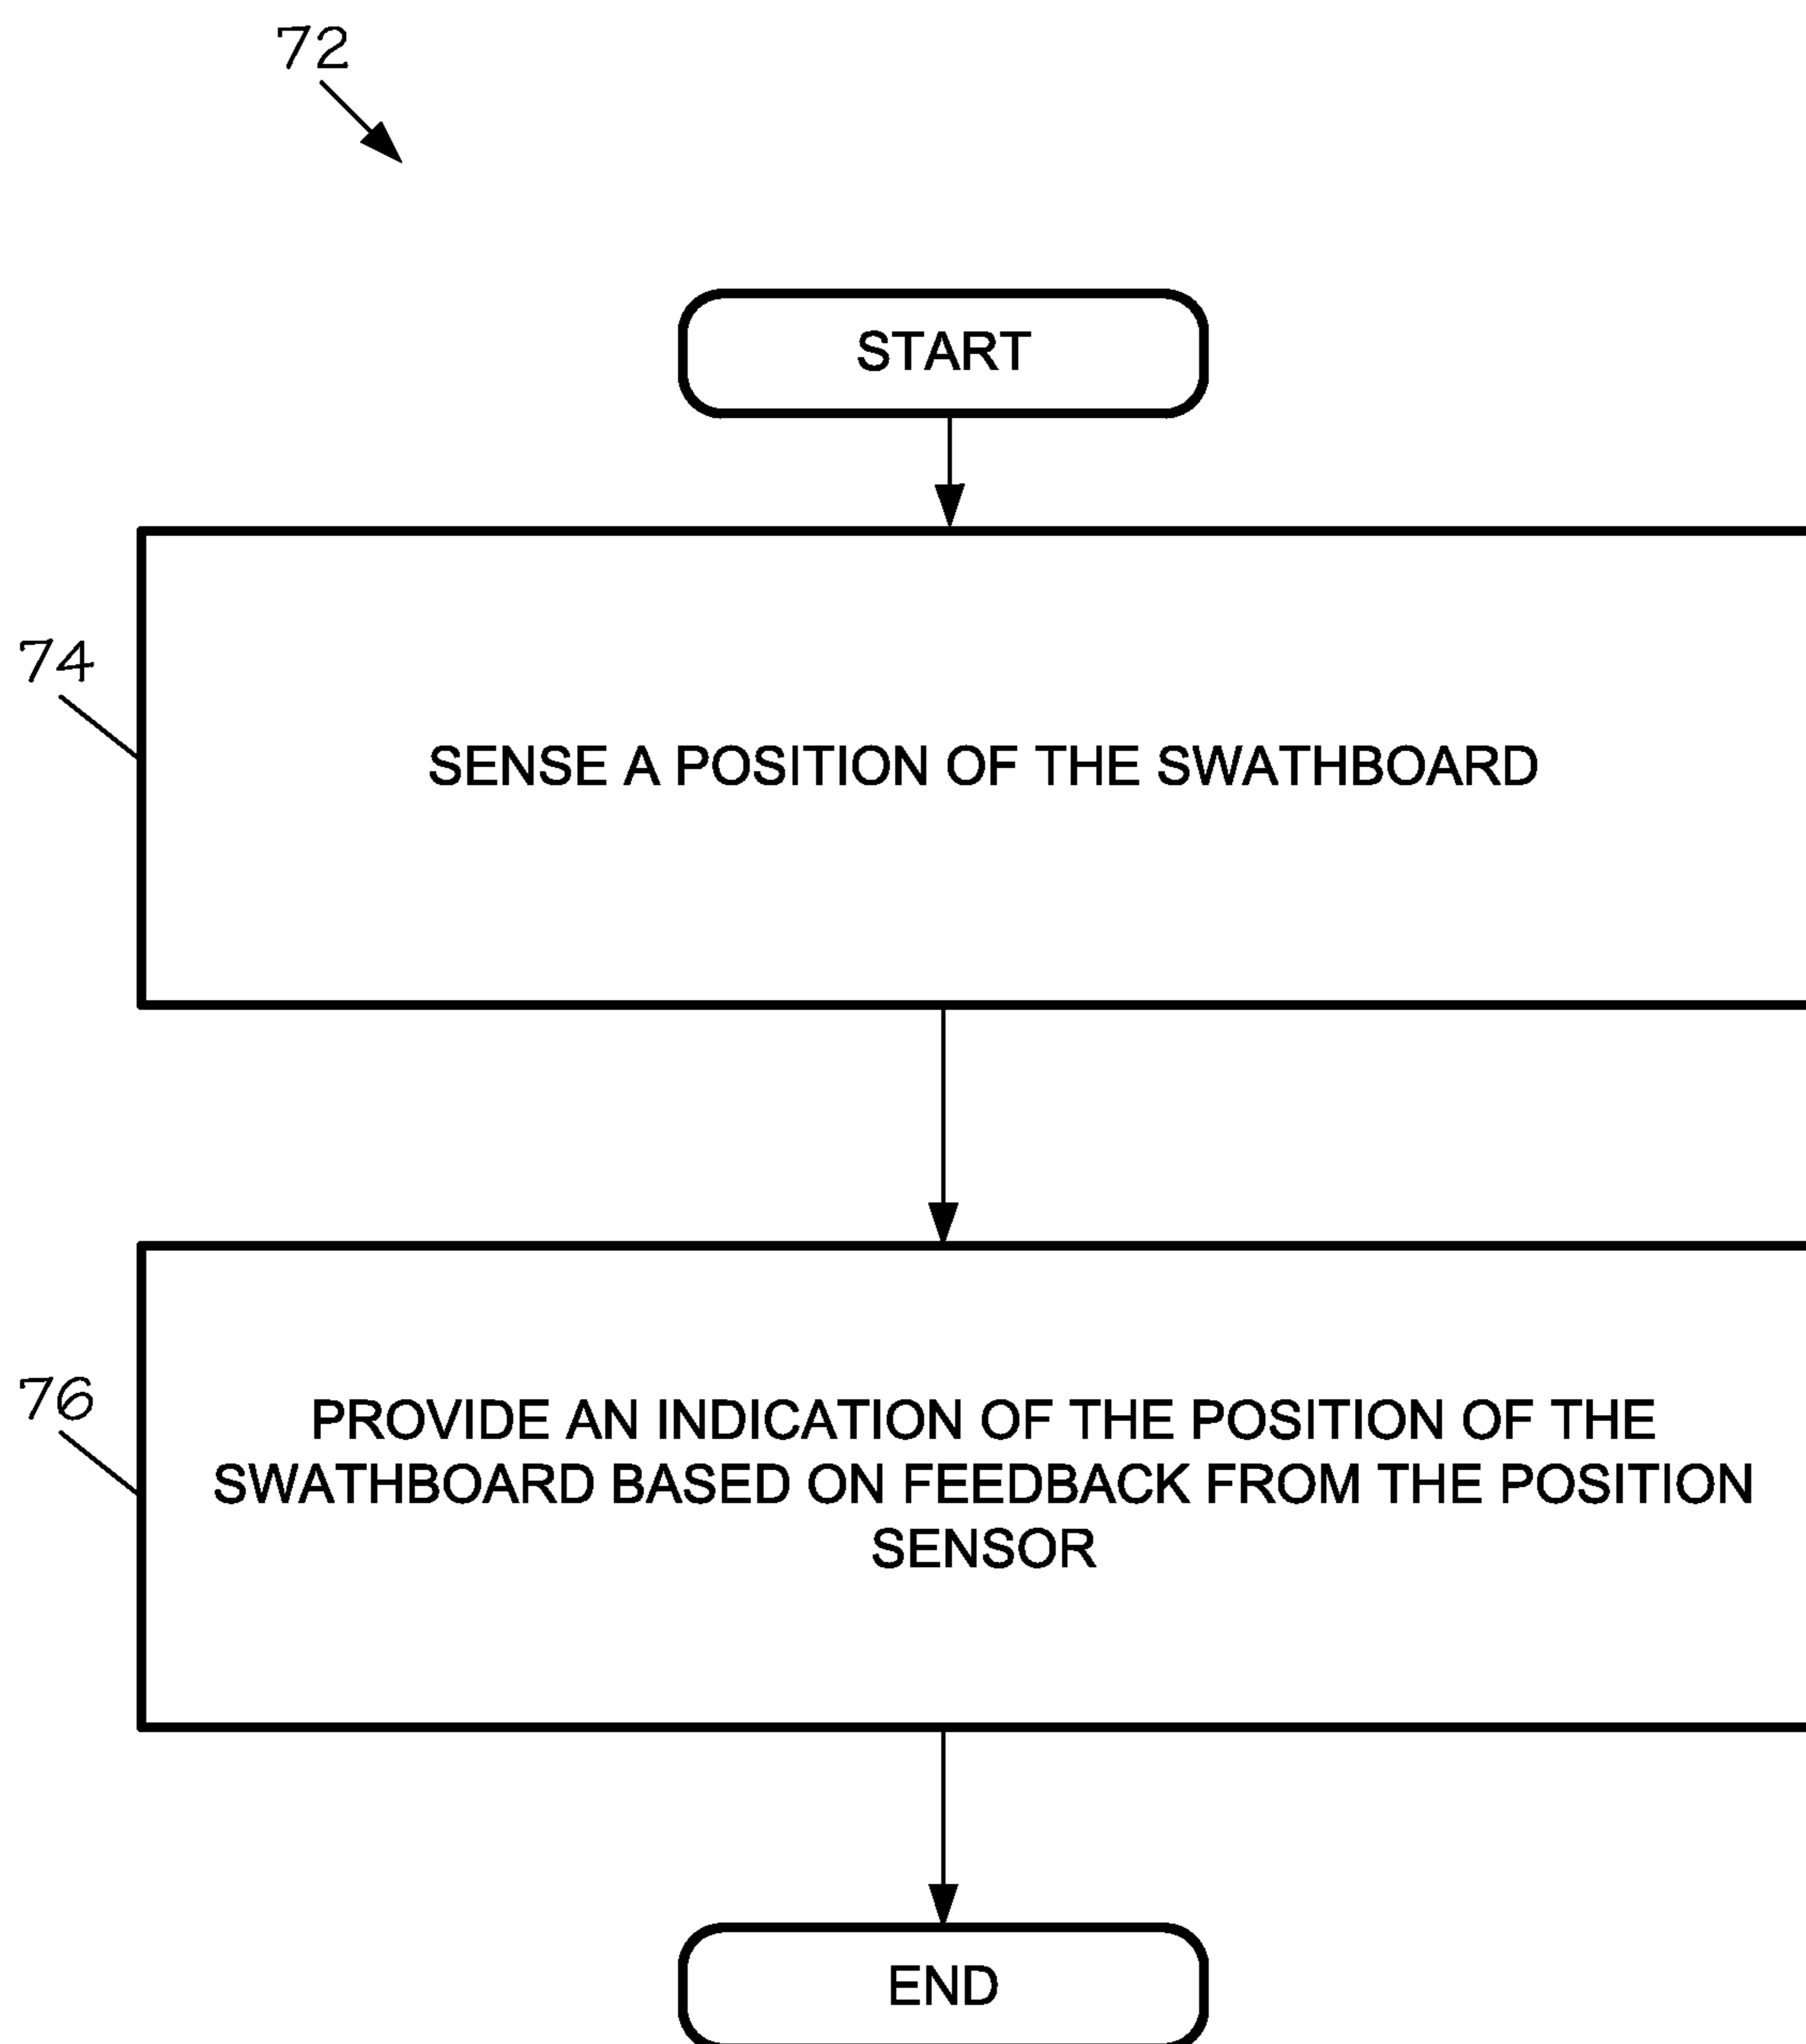 72
START
74
SENSE A POSITION OF THE SWATHBOARD
76
PROVIDE AN INDICATION OF THE POSITION OF THE
SWATHBOARD BASED ON FEEDBACK FROM THE POSITION
SENSOR
END